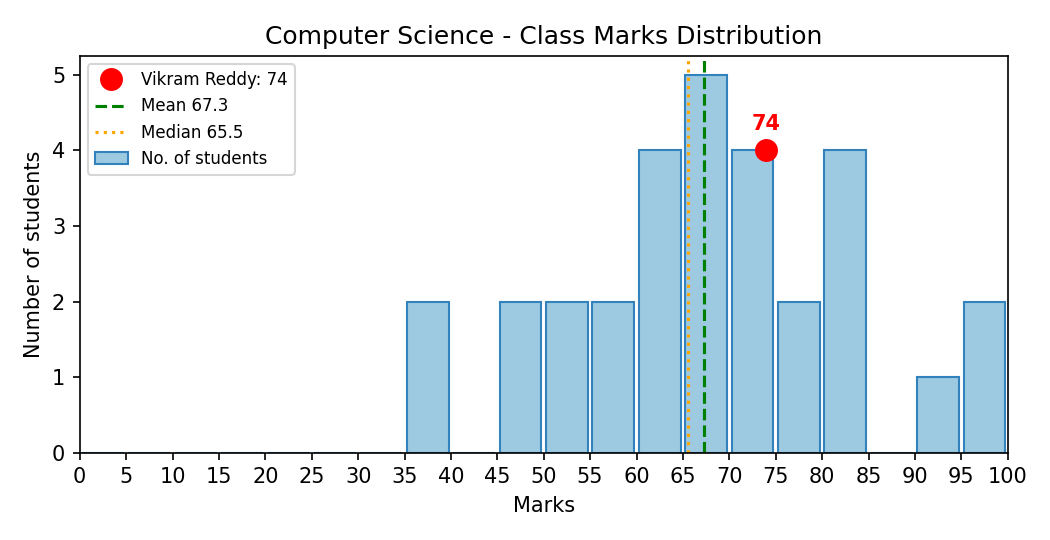 Computer Science - Class Marks Distribution
Vikram Reddy: 74
Mean 67.3
Median 65.5
No. of students
74
5
4
3
2
1
0
Number of students
0 5 10 15 20 25 30 35 40 45 50 55 60 65 70 75 80 85 90 95 100
Marks